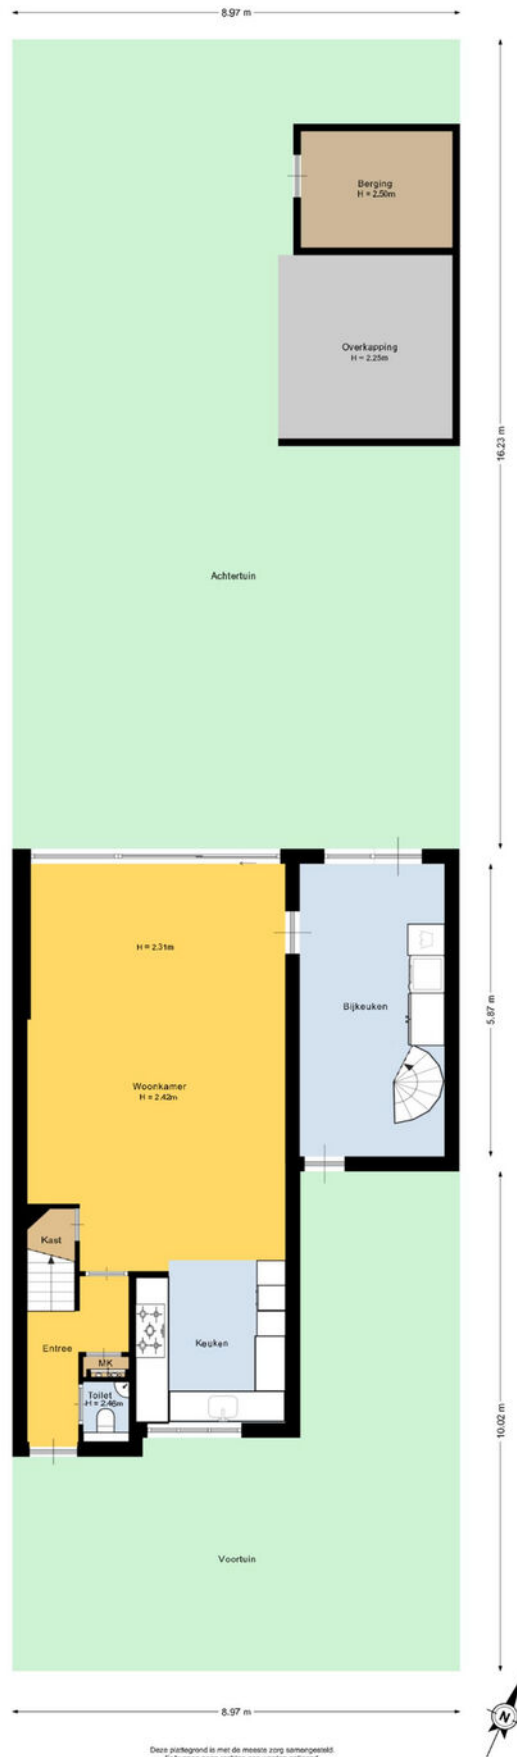 8.97 m
Berging
H = 2.50m
Overkapping
H = 2.25m
16.23 m
Achtertuin
H = 2.31m
Bijkeuken
5.87 m
Woonkamer
H = 2.42m
Kast
Entree
Keuken
MK
Toilet
H = 2.46m
10.02 m
Voortuin
8.97 m
N
Deze plattegrond is met de meeste zorg samengesteld.